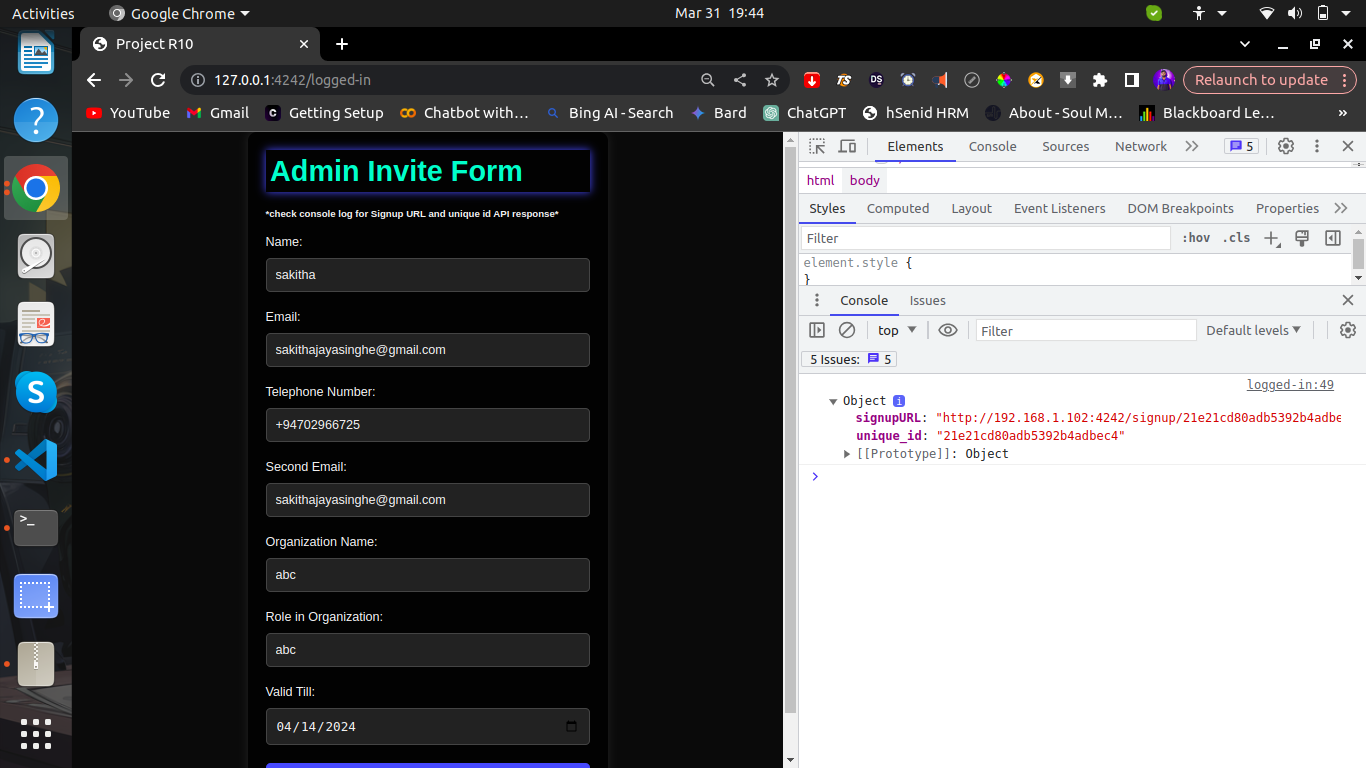 Activities Google Chrome Mar 31 19:44
Project R10
127.0.0.1:4242/logged-in Relaunch to update
YouTube Gmail Getting Setup Chatbot with… Bing AI - Search Bard ChatGPT hSenid HRM About - Soul M… Blackboard Le… »
Admin Invite Form
*check console log for Signup URL and unique id API response*
Name:
sakitha
Email:
sakithajayasinghe@gmail.com
Telephone Number:
+94702966725
Second Email:
sakithajayasinghe@gmail.com
Organization Name:
abc
Role in Organization:
abc
Valid Till:
04/14/2024
Elements Console Sources Network 5
html body
Styles Computed Layout Event Listeners DOM Breakpoints Properties
Filter :hov .cls
element.style {
}
Console Issues
top Filter Default levels
5 Issues: 5
logged-in:49
Object
signupURL: "http://192.168.1.102:4242/signup/21e21cd80adb5392b4adbe
unique_id: "21e21cd80adb5392b4adbec4"
[[Prototype]]: Object